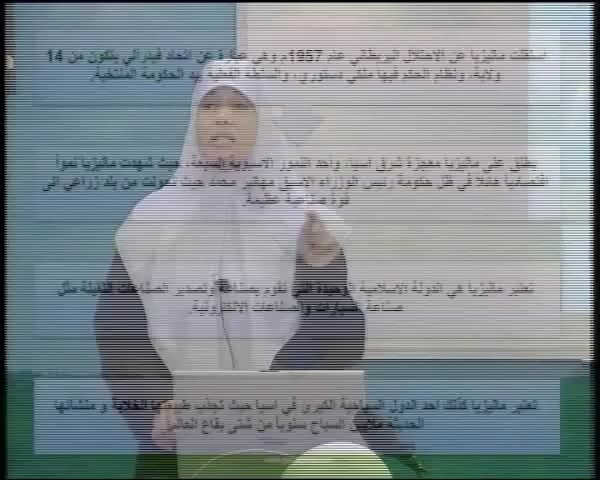 استقلت ماليزيا عن الاحتلال البريطاني عام 1957م وهي عبارة عن اتحاد فيدرالي يتكون من 14
ولاية، ونظام الحكم فيها ملكي دستوري، والسلطة الفعلية بيد الحكومة المنتخبة.
يطلق على ماليزيا معجزة شرق اسيا، واحد النمور الاسيوية السبعة، حيث شهدت ماليزيا نمواً
اقتصادياً هائلاً في ظل حكومة رئيس الوزراء الاسبق مهاتير محمد حيث تحولت من بلد زراعي الى
قوة صناعية عظيمة.
تعتبر ماليزيا هي الدولة الاسلامية الوحيدة التي تقوم بصناعة وتصدير الصناعات الثقيلة مثل
صناعة السيارات والصناعات الالكترونية.
تعتبر ماليزيا كذلك احد الدول السياحية الكبرى في اسيا حيث تجذب طبيعتها الخلابة و منشآتها
الحديثة ملايين السياح سنوياً من شتى بقاع العالم